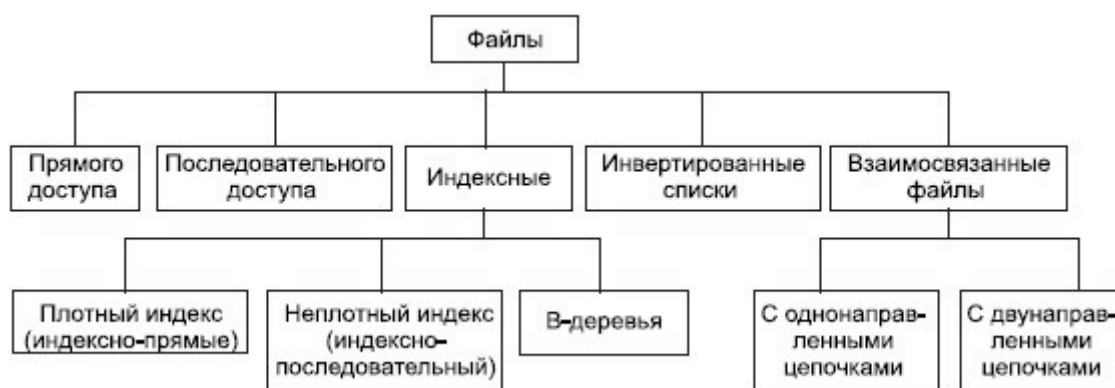 Файлы
Прямого
доступа
Последовательного
доступа
Индексные
Инвертированные
списки
Взаимосвязанные
файлы
Плотный индекс
(индексно-прямые)
Неплотный индекс
(индексно-
последовательный)
В-деревья
С однонаправ-
ленными
цепочками
С двунаправ-
ленными
цепочками